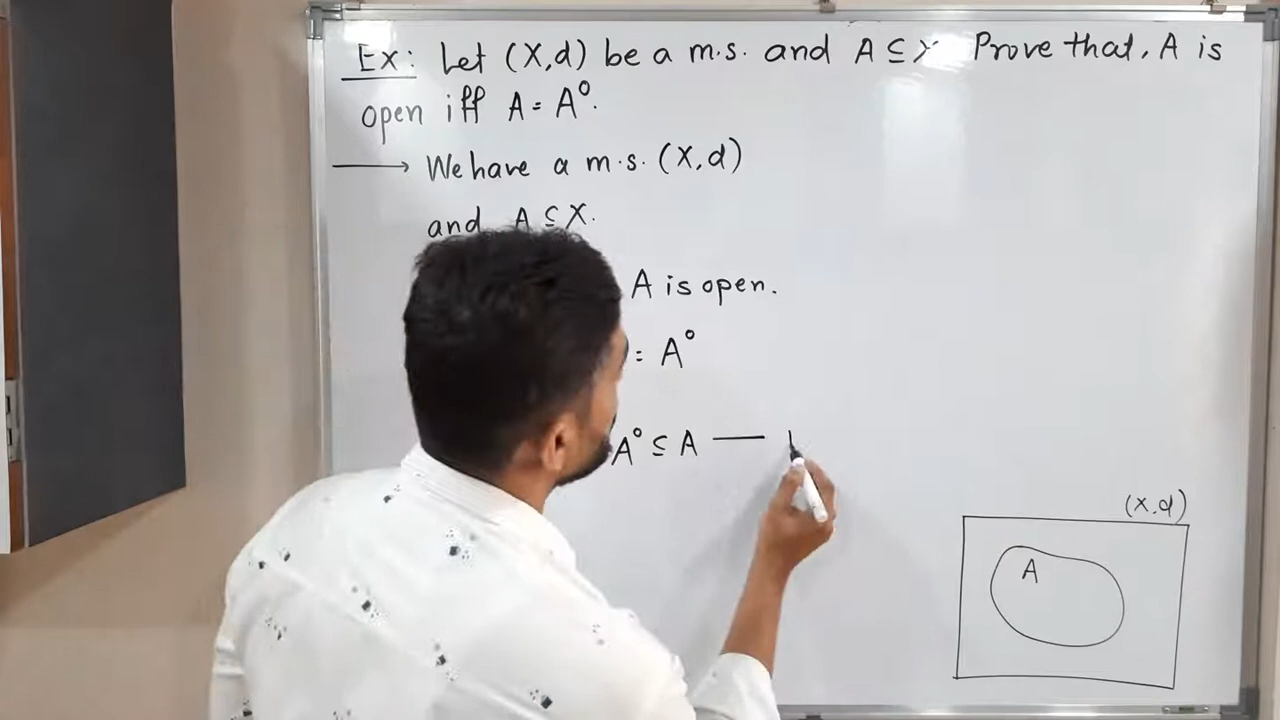 Ex: Let (X,d) be a m.s. and A ⊆ X Prove that, A is
open iff A = A°.
→ We have a m.s. (X,d)
and A ⊆ X.
A is open.
= A°
A° ⊆ A —
(X,d)
A